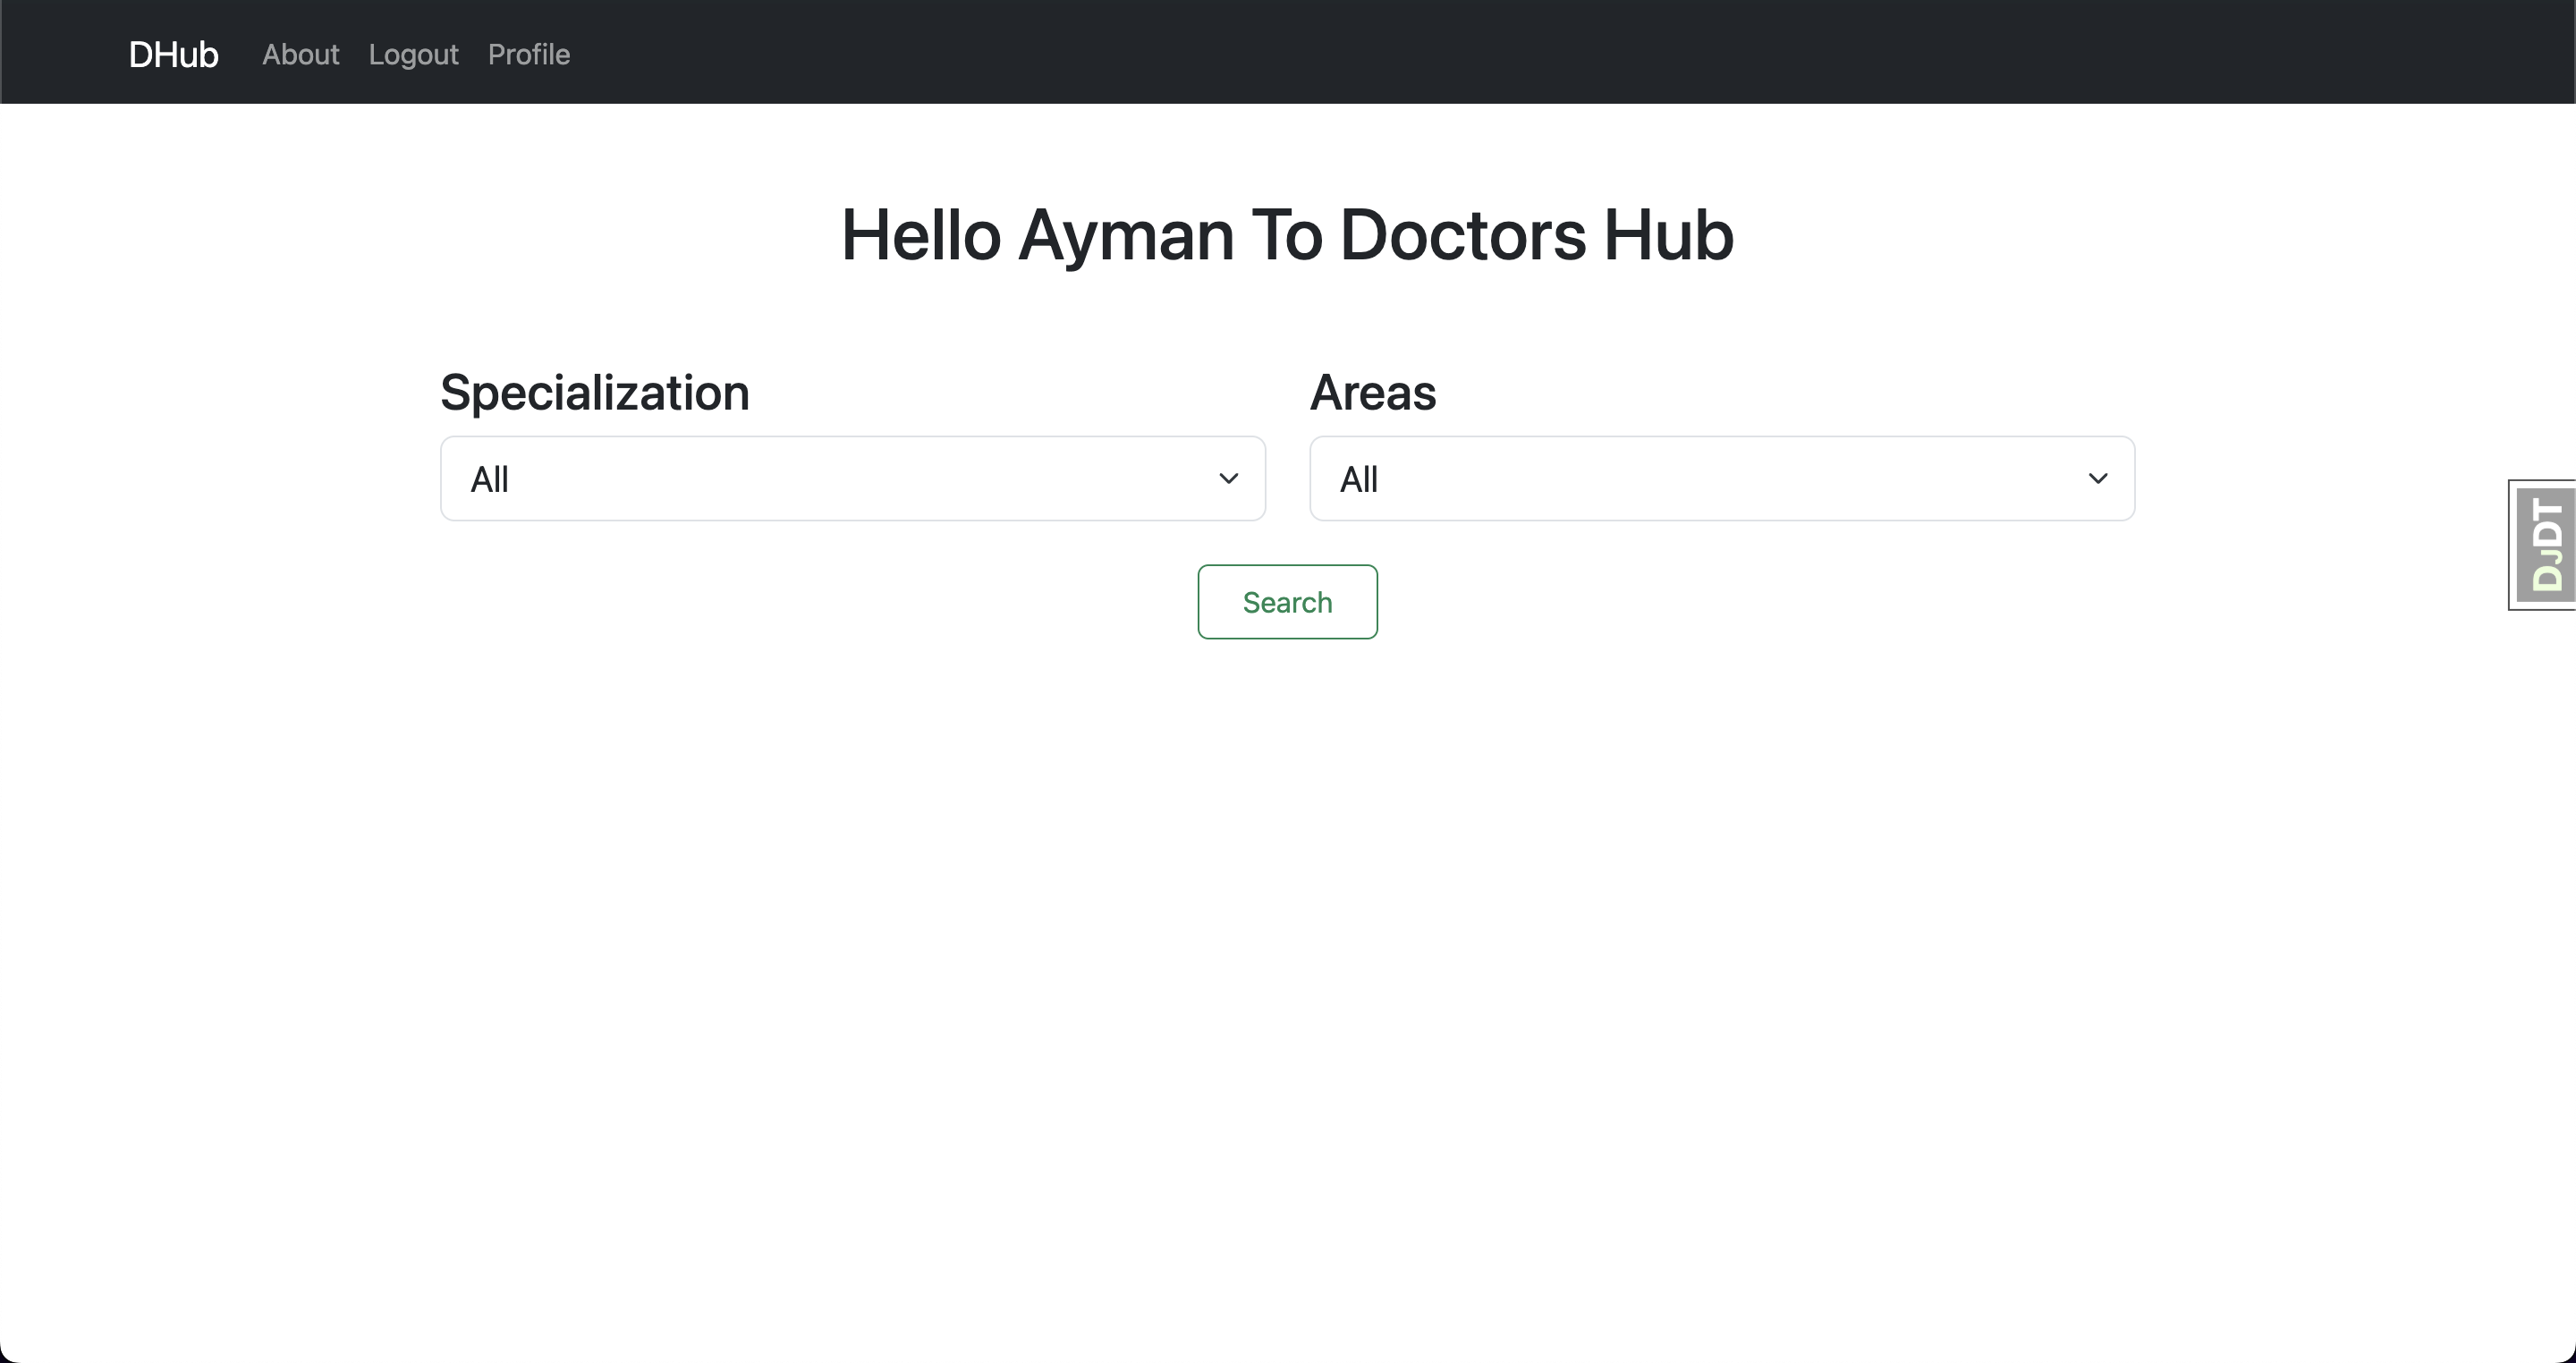 DHub About Logout Profile
Hello Ayman To Doctors Hub
Specialization Areas
All All
Search
DJDT